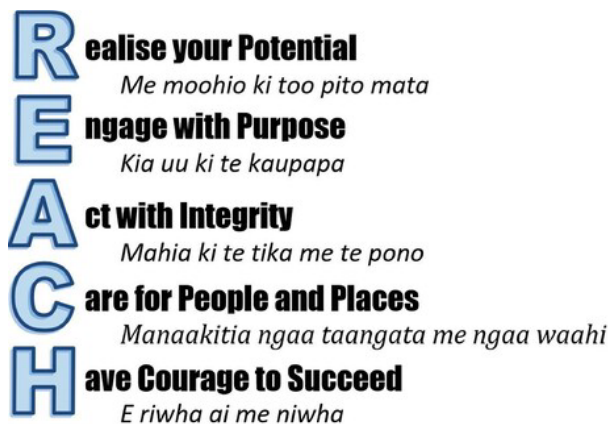 Realise your Potential
Me moohio ki too pito mata
Engage with Purpose
Kia uu ki te kaupapa
Act with Integrity
Mahia ki te tika me te pono
Care for People and Places
Manaakitia ngaa taangata me ngaa waahi
Have Courage to Succeed
E riwha ai me niwha